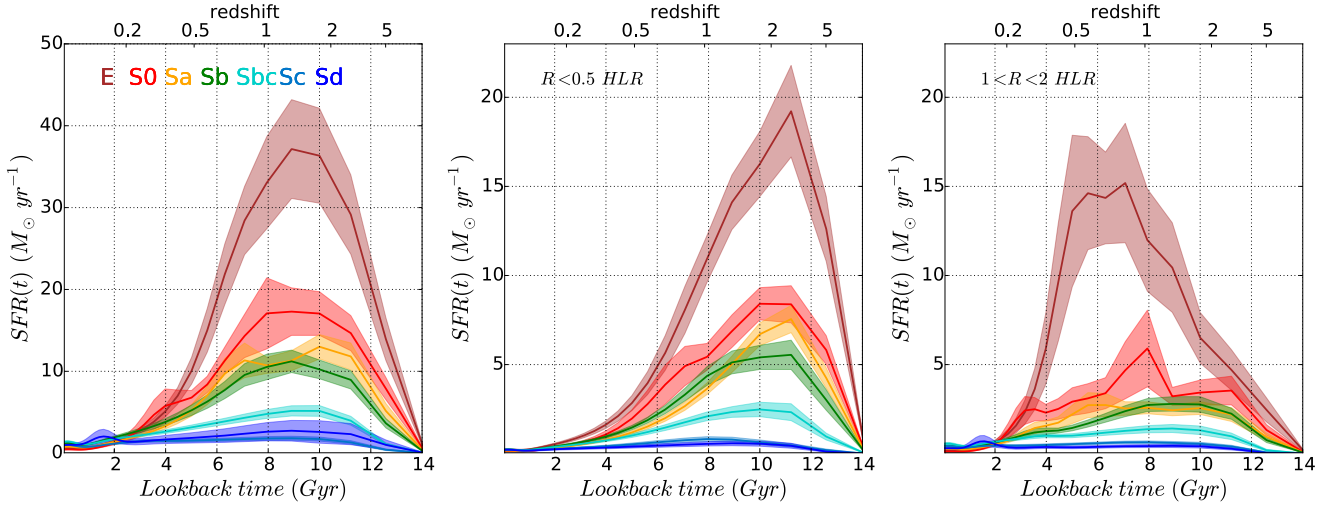 redshift
0.2 0.5 1 2 5
50
40
30
20
10
0
SFR(t) (M⊙ yr⁻¹)
E S0 Sa Sb Sbc Sc Sd
2 4 6 8 10 12 14
Lookback time (Gyr)
redshift
0.2 0.5 1 2 5
20
15
10
5
SFR(t) (M⊙ yr⁻¹)
R<0.5 HLR
2 4 6 8 10 12 14
Lookback time (Gyr)
redshift
0.2 0.5 1 2 5
20
15
10
5
SFR(t) (M⊙ yr⁻¹)
1<R<2 HLR
2 4 6 8 10 12 14
Lookback time (Gyr)